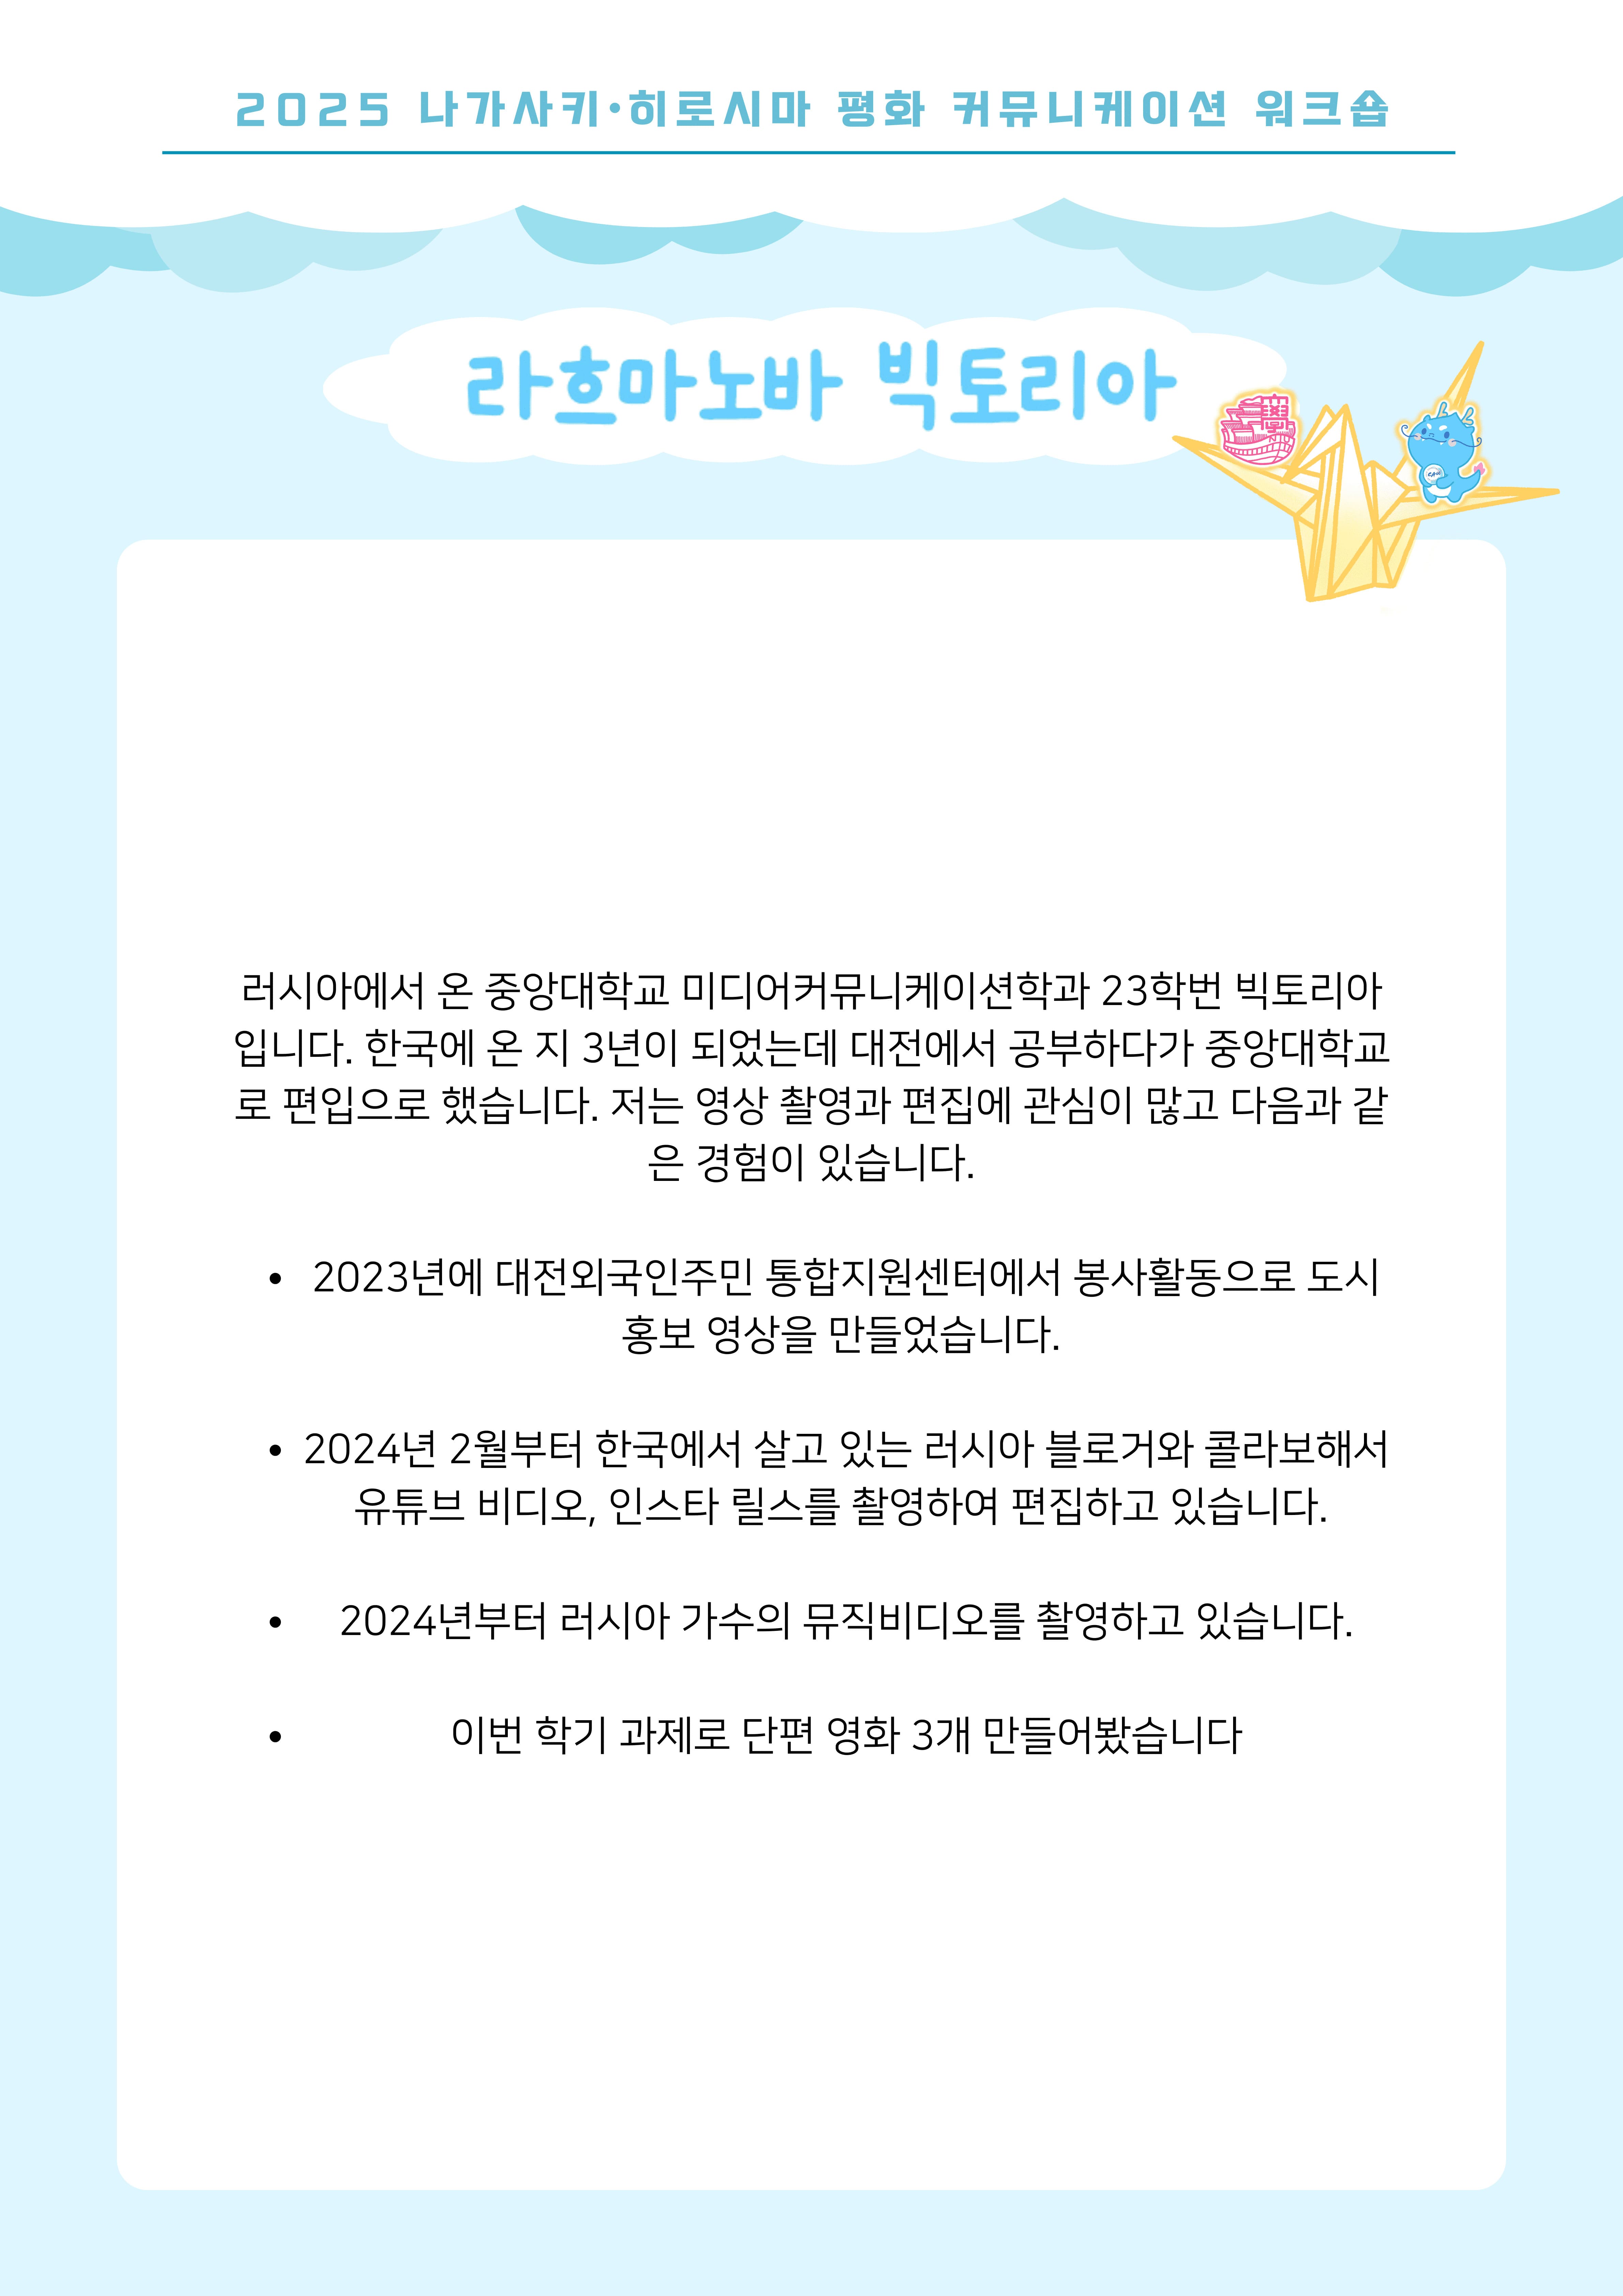 2025 나가사키·히로시마 평화 커뮤니케이션 워크숍
라흐마노바 빅토리아
러시아에서 온 중앙대학교 미디어커뮤니케이션학과 23학번 빅토리아
입니다. 한국에 온 지 3년이 되었는데 대전에서 공부하다가 중앙대학교
로 편입으로 했습니다. 저는 영상 촬영과 편집에 관심이 많고 다음과 같
은 경험이 있습니다.
• 2023년에 대전외국인주민 통합지원센터에서 봉사활동으로 도시
홍보 영상을 만들었습니다.
• 2024년 2월부터 한국에서 살고 있는 러시아 블로거와 콜라보해서
유튜브 비디오, 인스타 릴스를 촬영하여 편집하고 있습니다.
• 2024년부터 러시아 가수의 뮤직비디오를 촬영하고 있습니다.
• 이번 학기 과제로 단편 영화 3개 만들어봤습니다